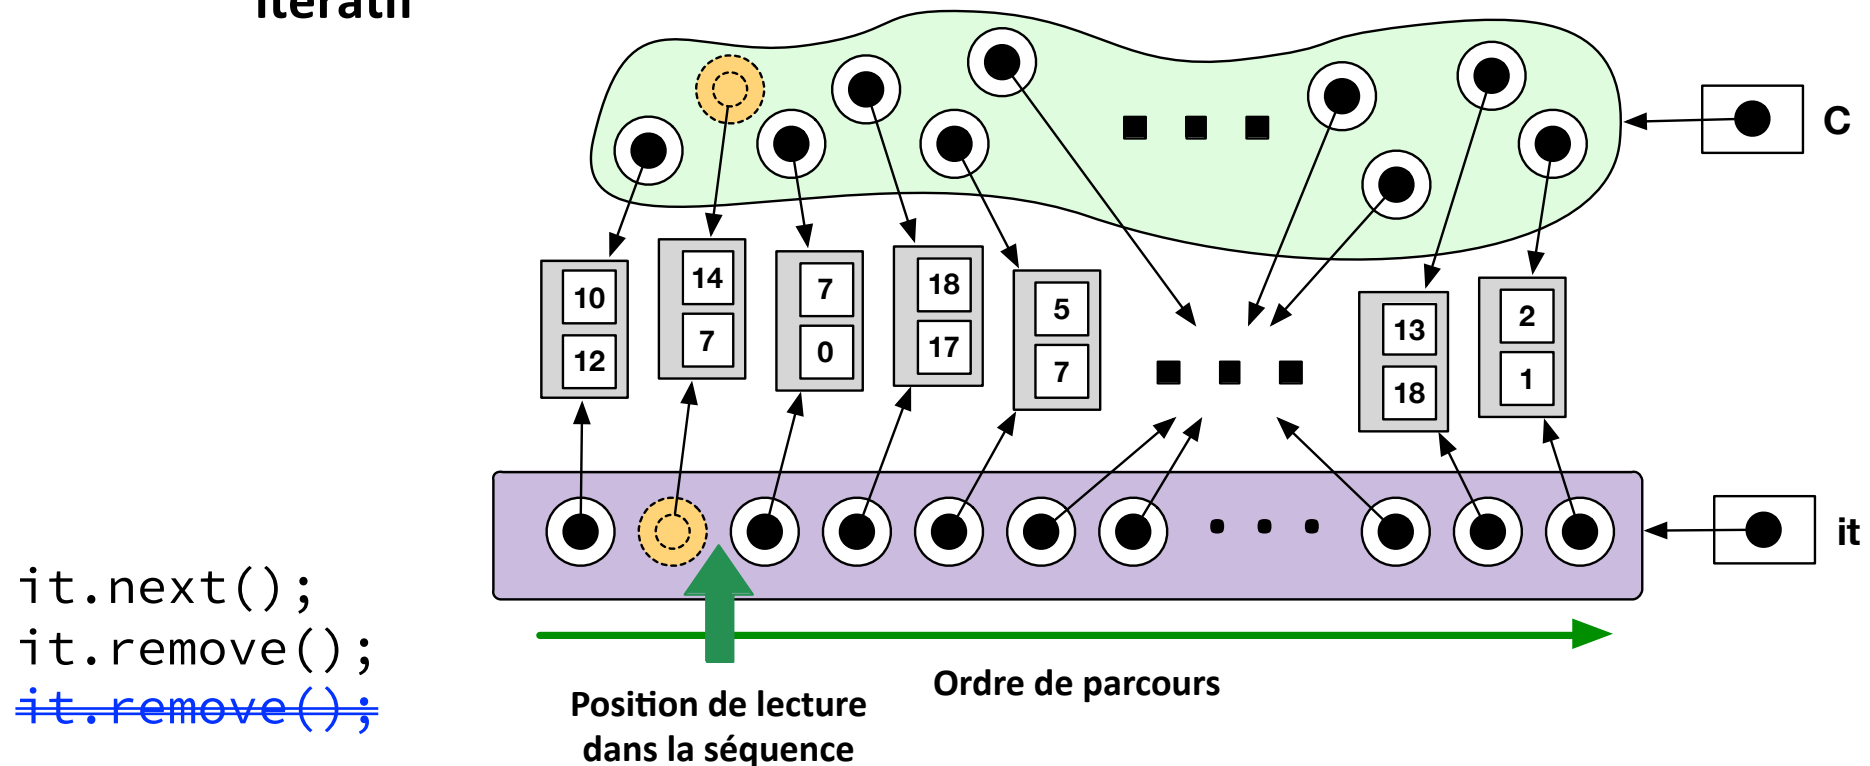 itératif
C
10
12
14
7
7
0
18
17
5
7
13
18
2
1
it
it.next();
it.remove();
it.remove();
Ordre de parcours
Position de lecture
dans la séquence